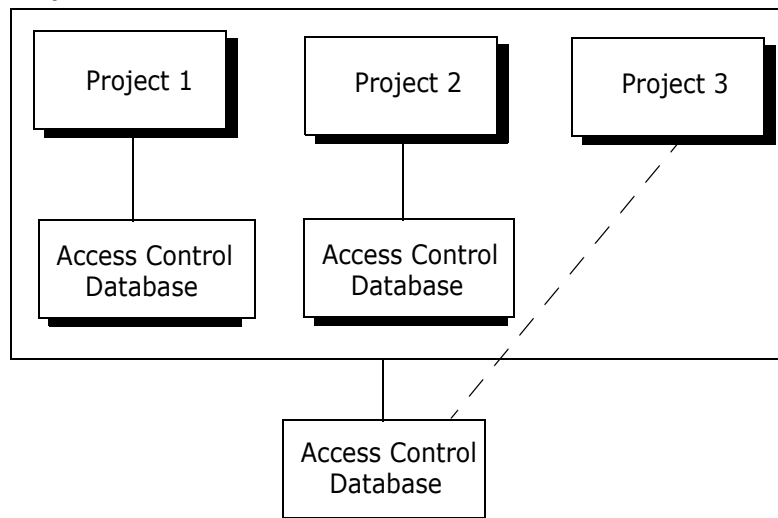 Project 1
Project 2
Project 3
Access Control
Database
Access Control
Database
Access Control
Database